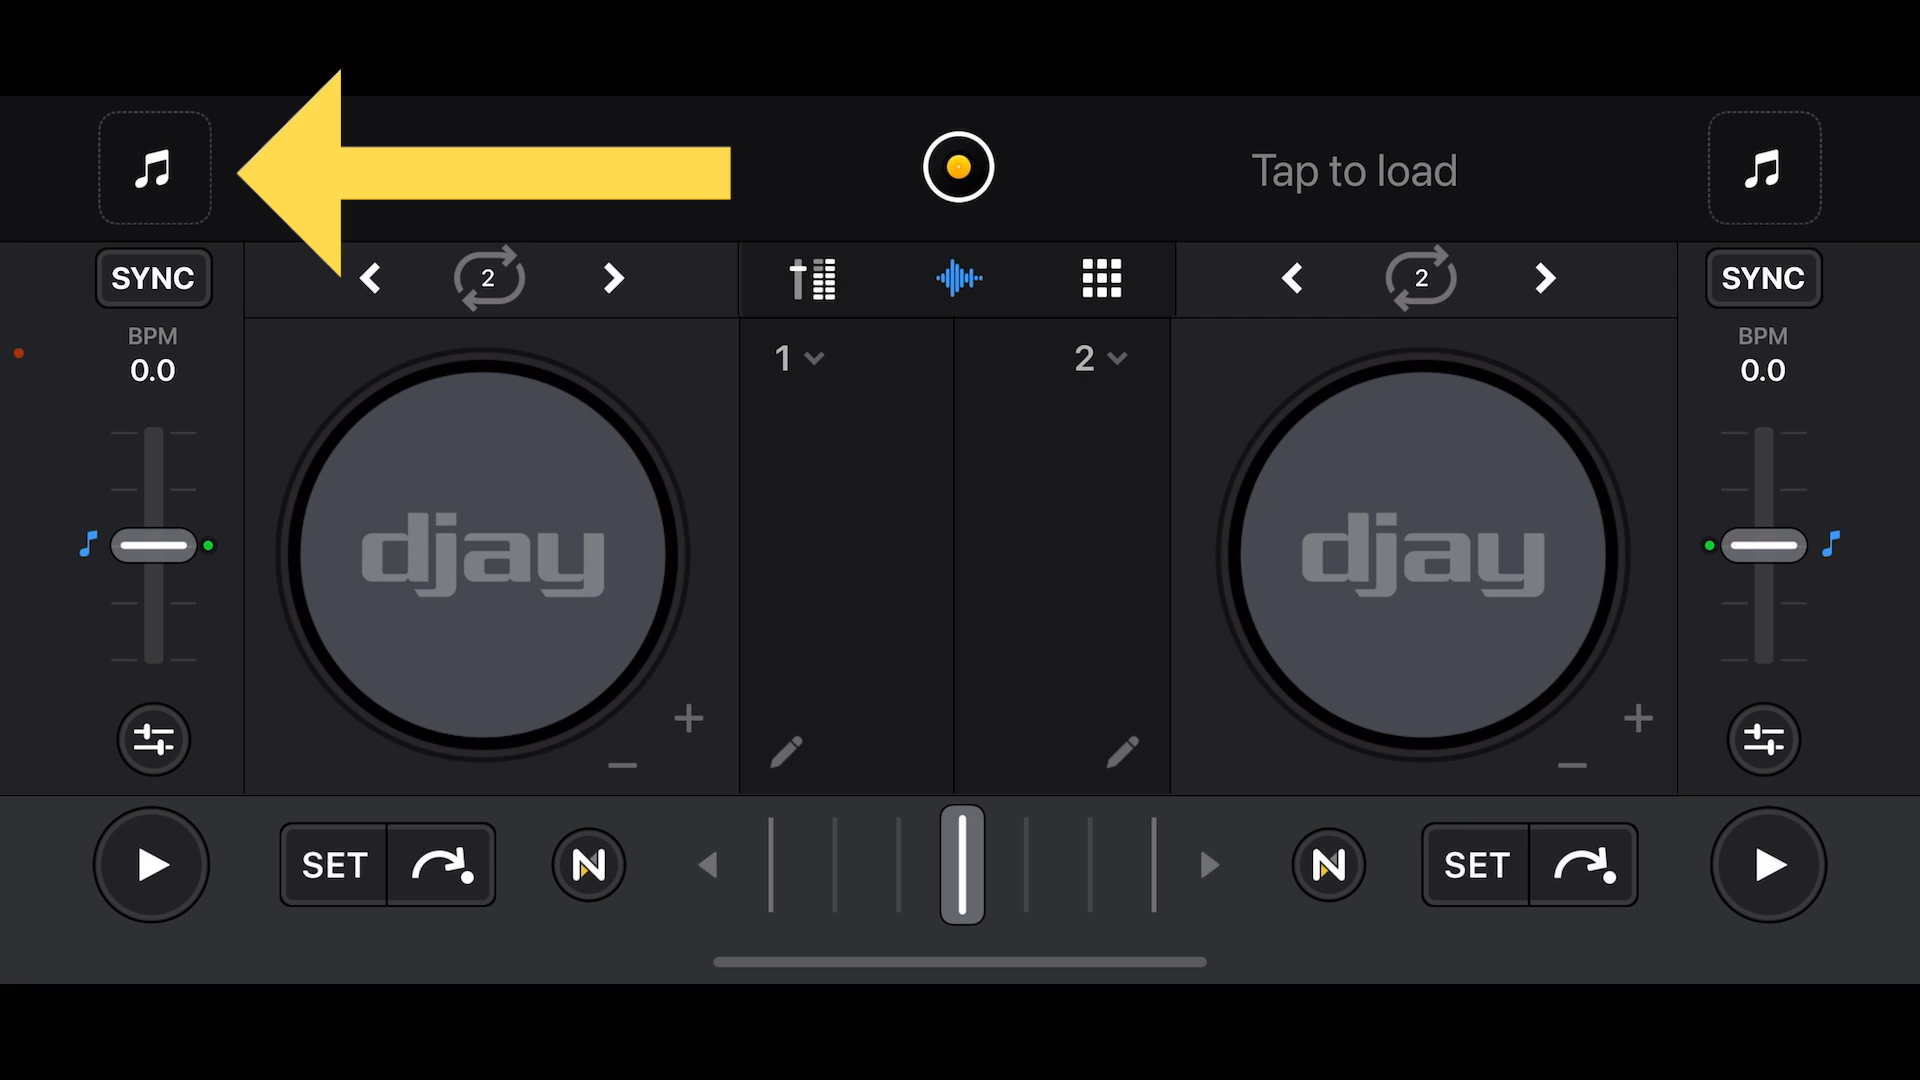 Tap to load
SYNC
2
2
SYNC
BPM
0.0
1
2
BPM
0.0
djay
djay
SET
N
N
SET